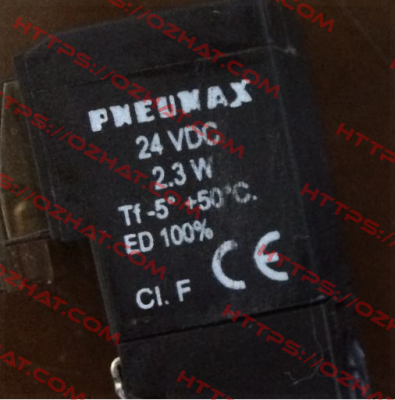 PNEUMAX
24 VDC
2.3 W
Tf -5° +50°C.
ED 100%
CE
Cl. F
HTTPS://OZHAT.COM